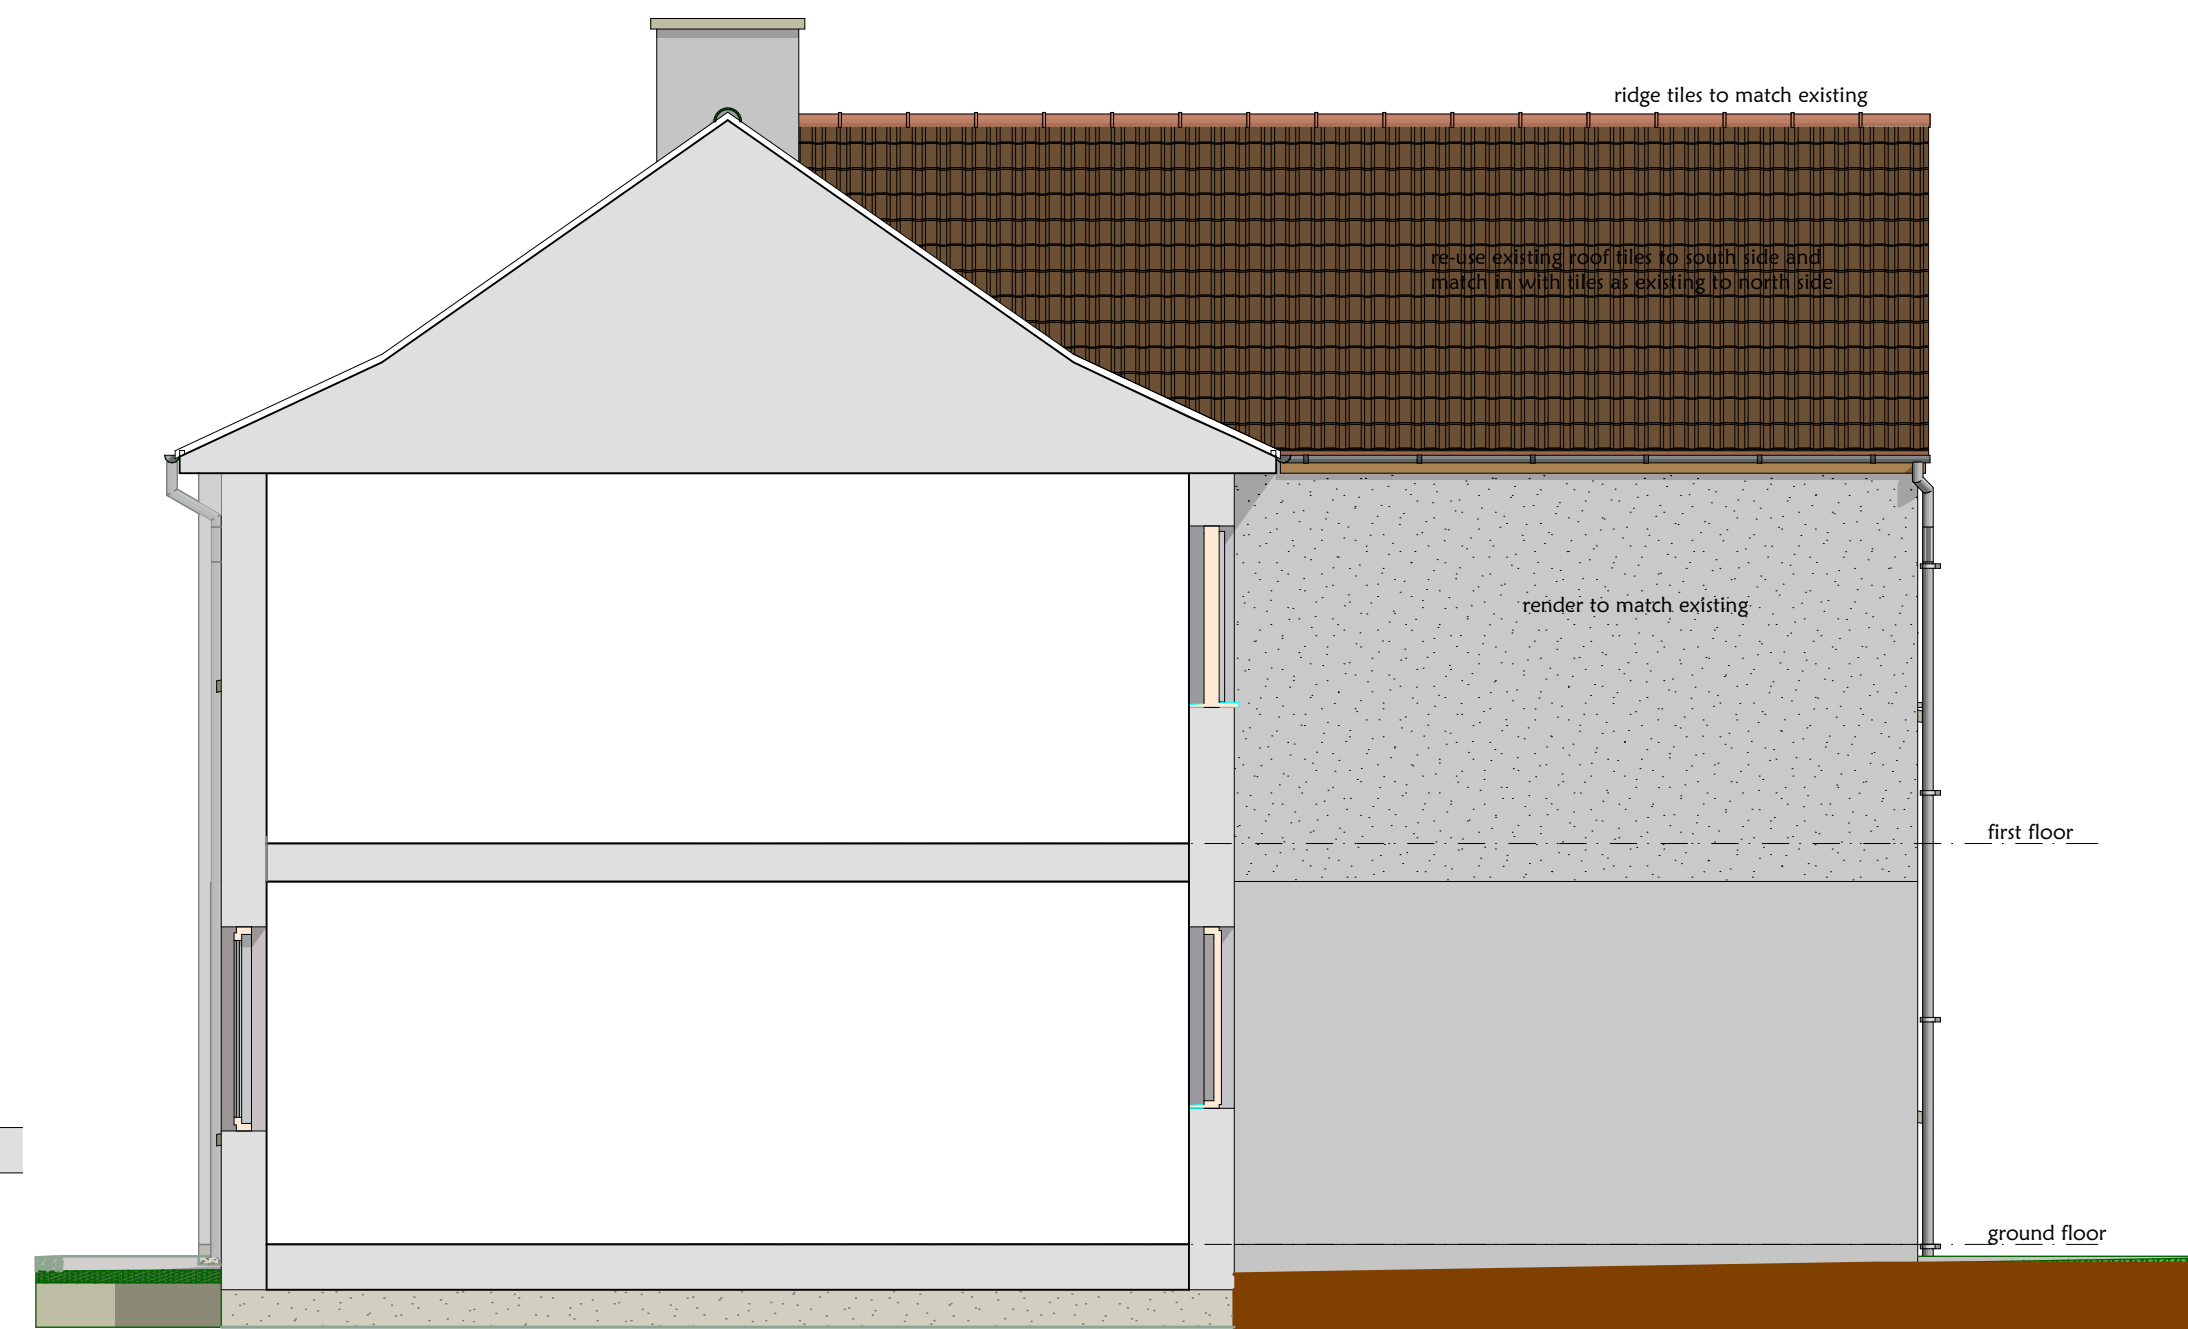 ridge tiles to match existing
re-use existing roof tiles to south side and
match in with tiles as existing to north side
render to match existing
first floor
ground floor